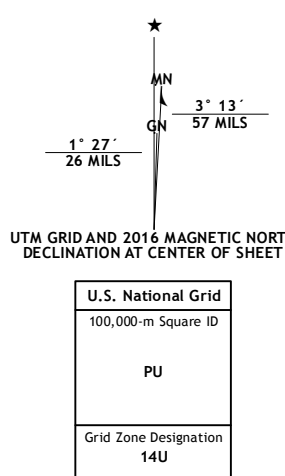 ★
MN
GN
3° 13´
57 MILS
1° 27´
26 MILS
UTM GRID AND 2016 MAGNETIC NORT
DECLINATION AT CENTER OF SHEET
U.S. National Grid
100,000-m Square ID
PU
Grid Zone Designation
14U